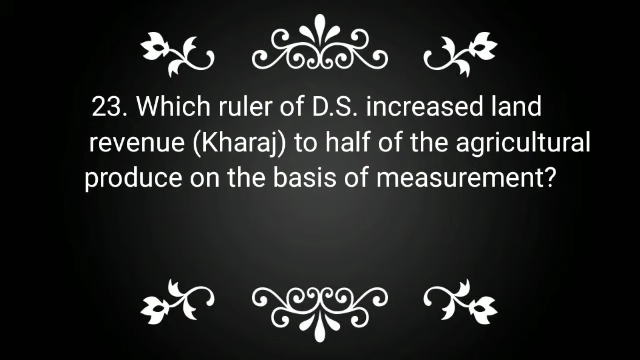 23. Which ruler of D.S. increased land
revenue (Kharaj) to half of the agricultural
produce on the basis of measurement?